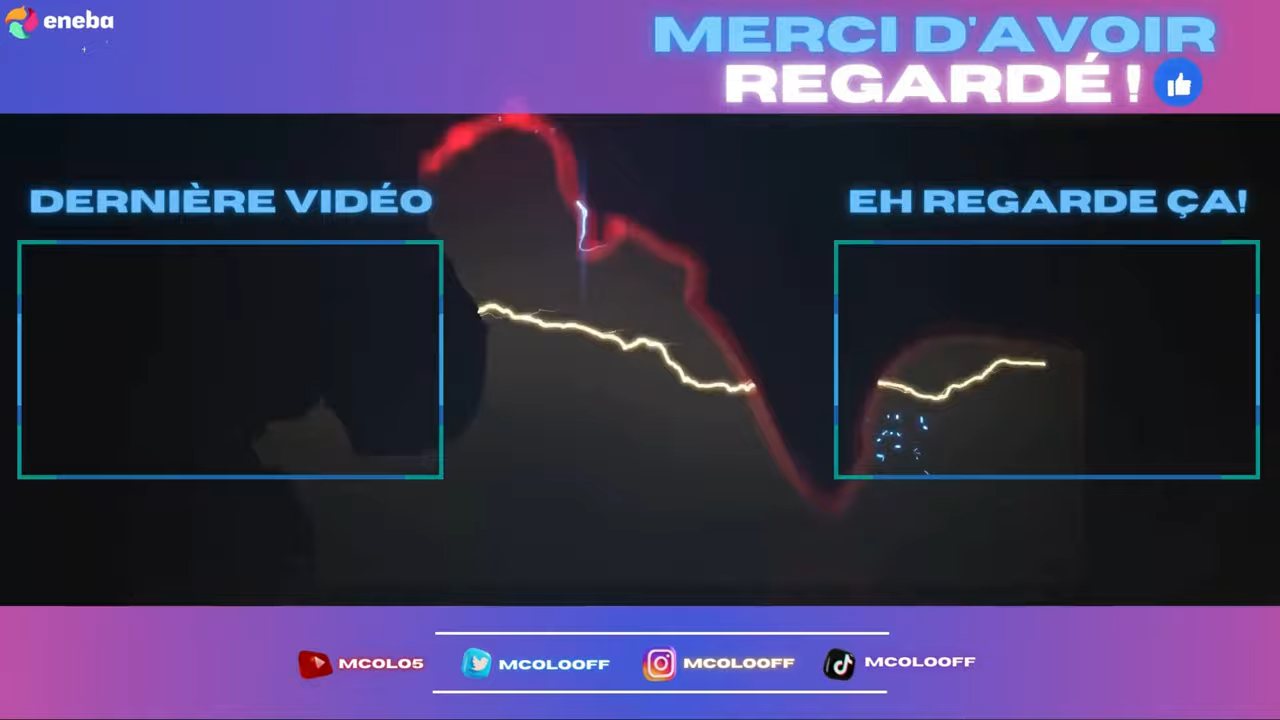 eneba
MERCI D'AVOIR
REGARDÉ !
DERNIÈRE VIDÉO
EH REGARDE ÇA!
MCOLO5
MCOLOOFF
MCOLOOFF
MCOLOOFF